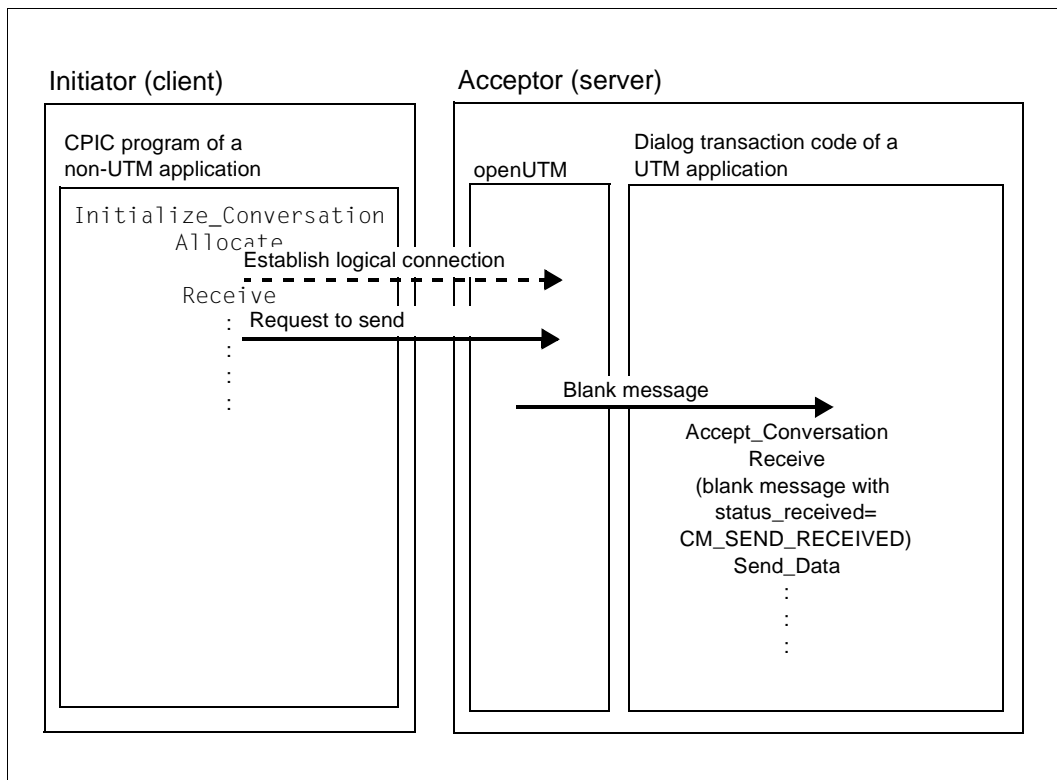 Initiator (client)
CPIC program of a
non-UTM application
Initialize_Conversation
Allocate
Establish logical connection
Receive
: Request to send
:
:
:
Acceptor (server)
openUTM
Dialog transaction code of a
UTM application
Blank message
Accept_Conversation
Receive
(blank message with
status_received=
CM_SEND_RECEIVED)
Send_Data
:
:
: